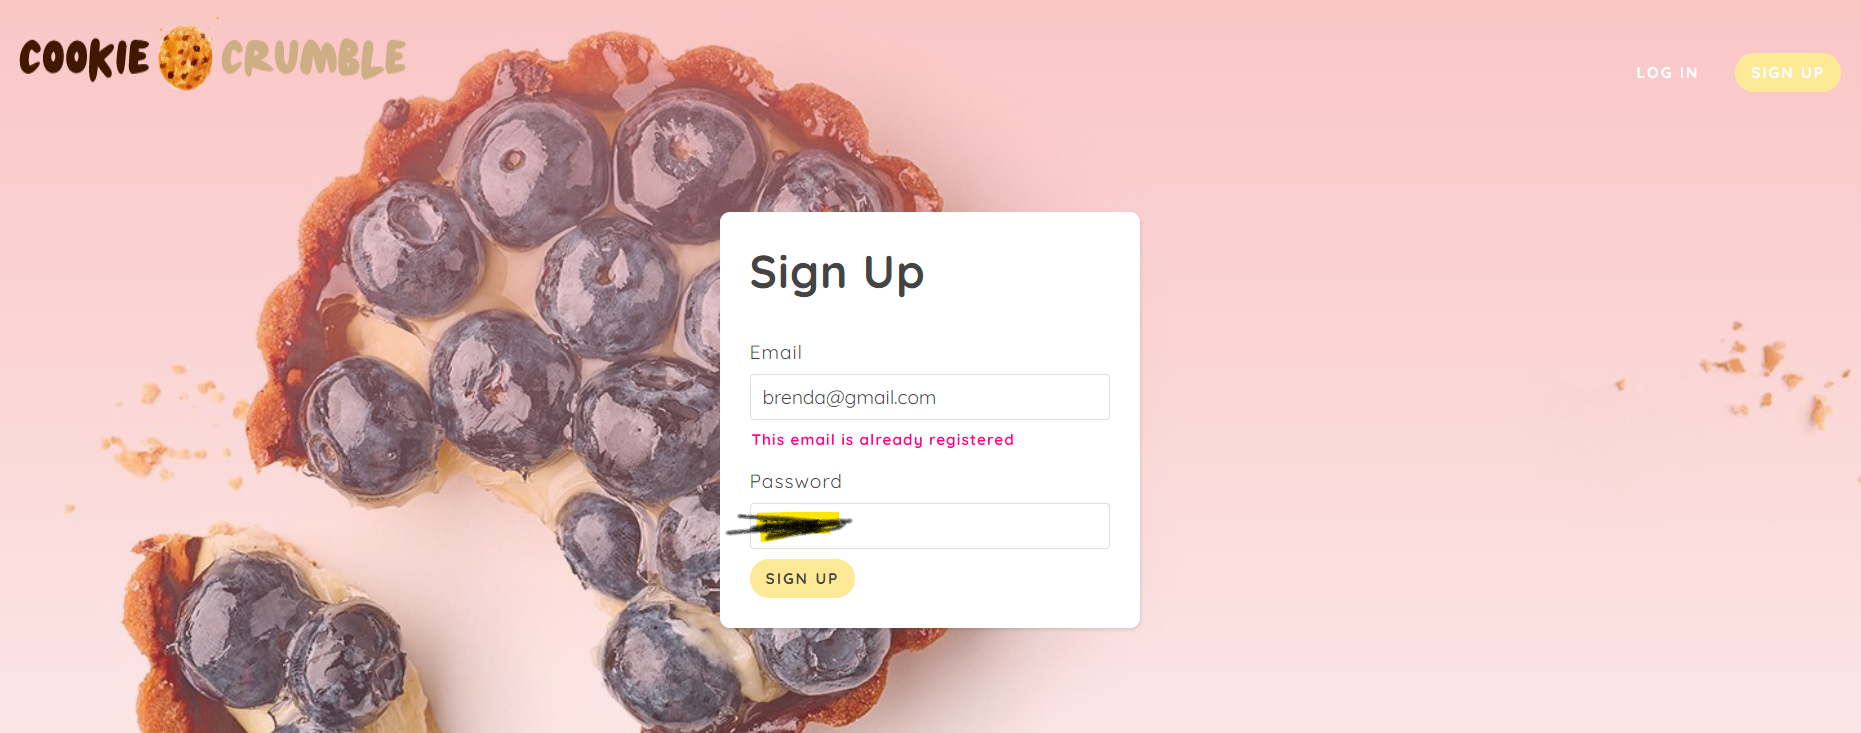 COOKIE CRUMBLE
LOG IN
SIGN UP
Sign Up
Email
brenda@gmail.com
This email is already registered
Password
SIGN UP